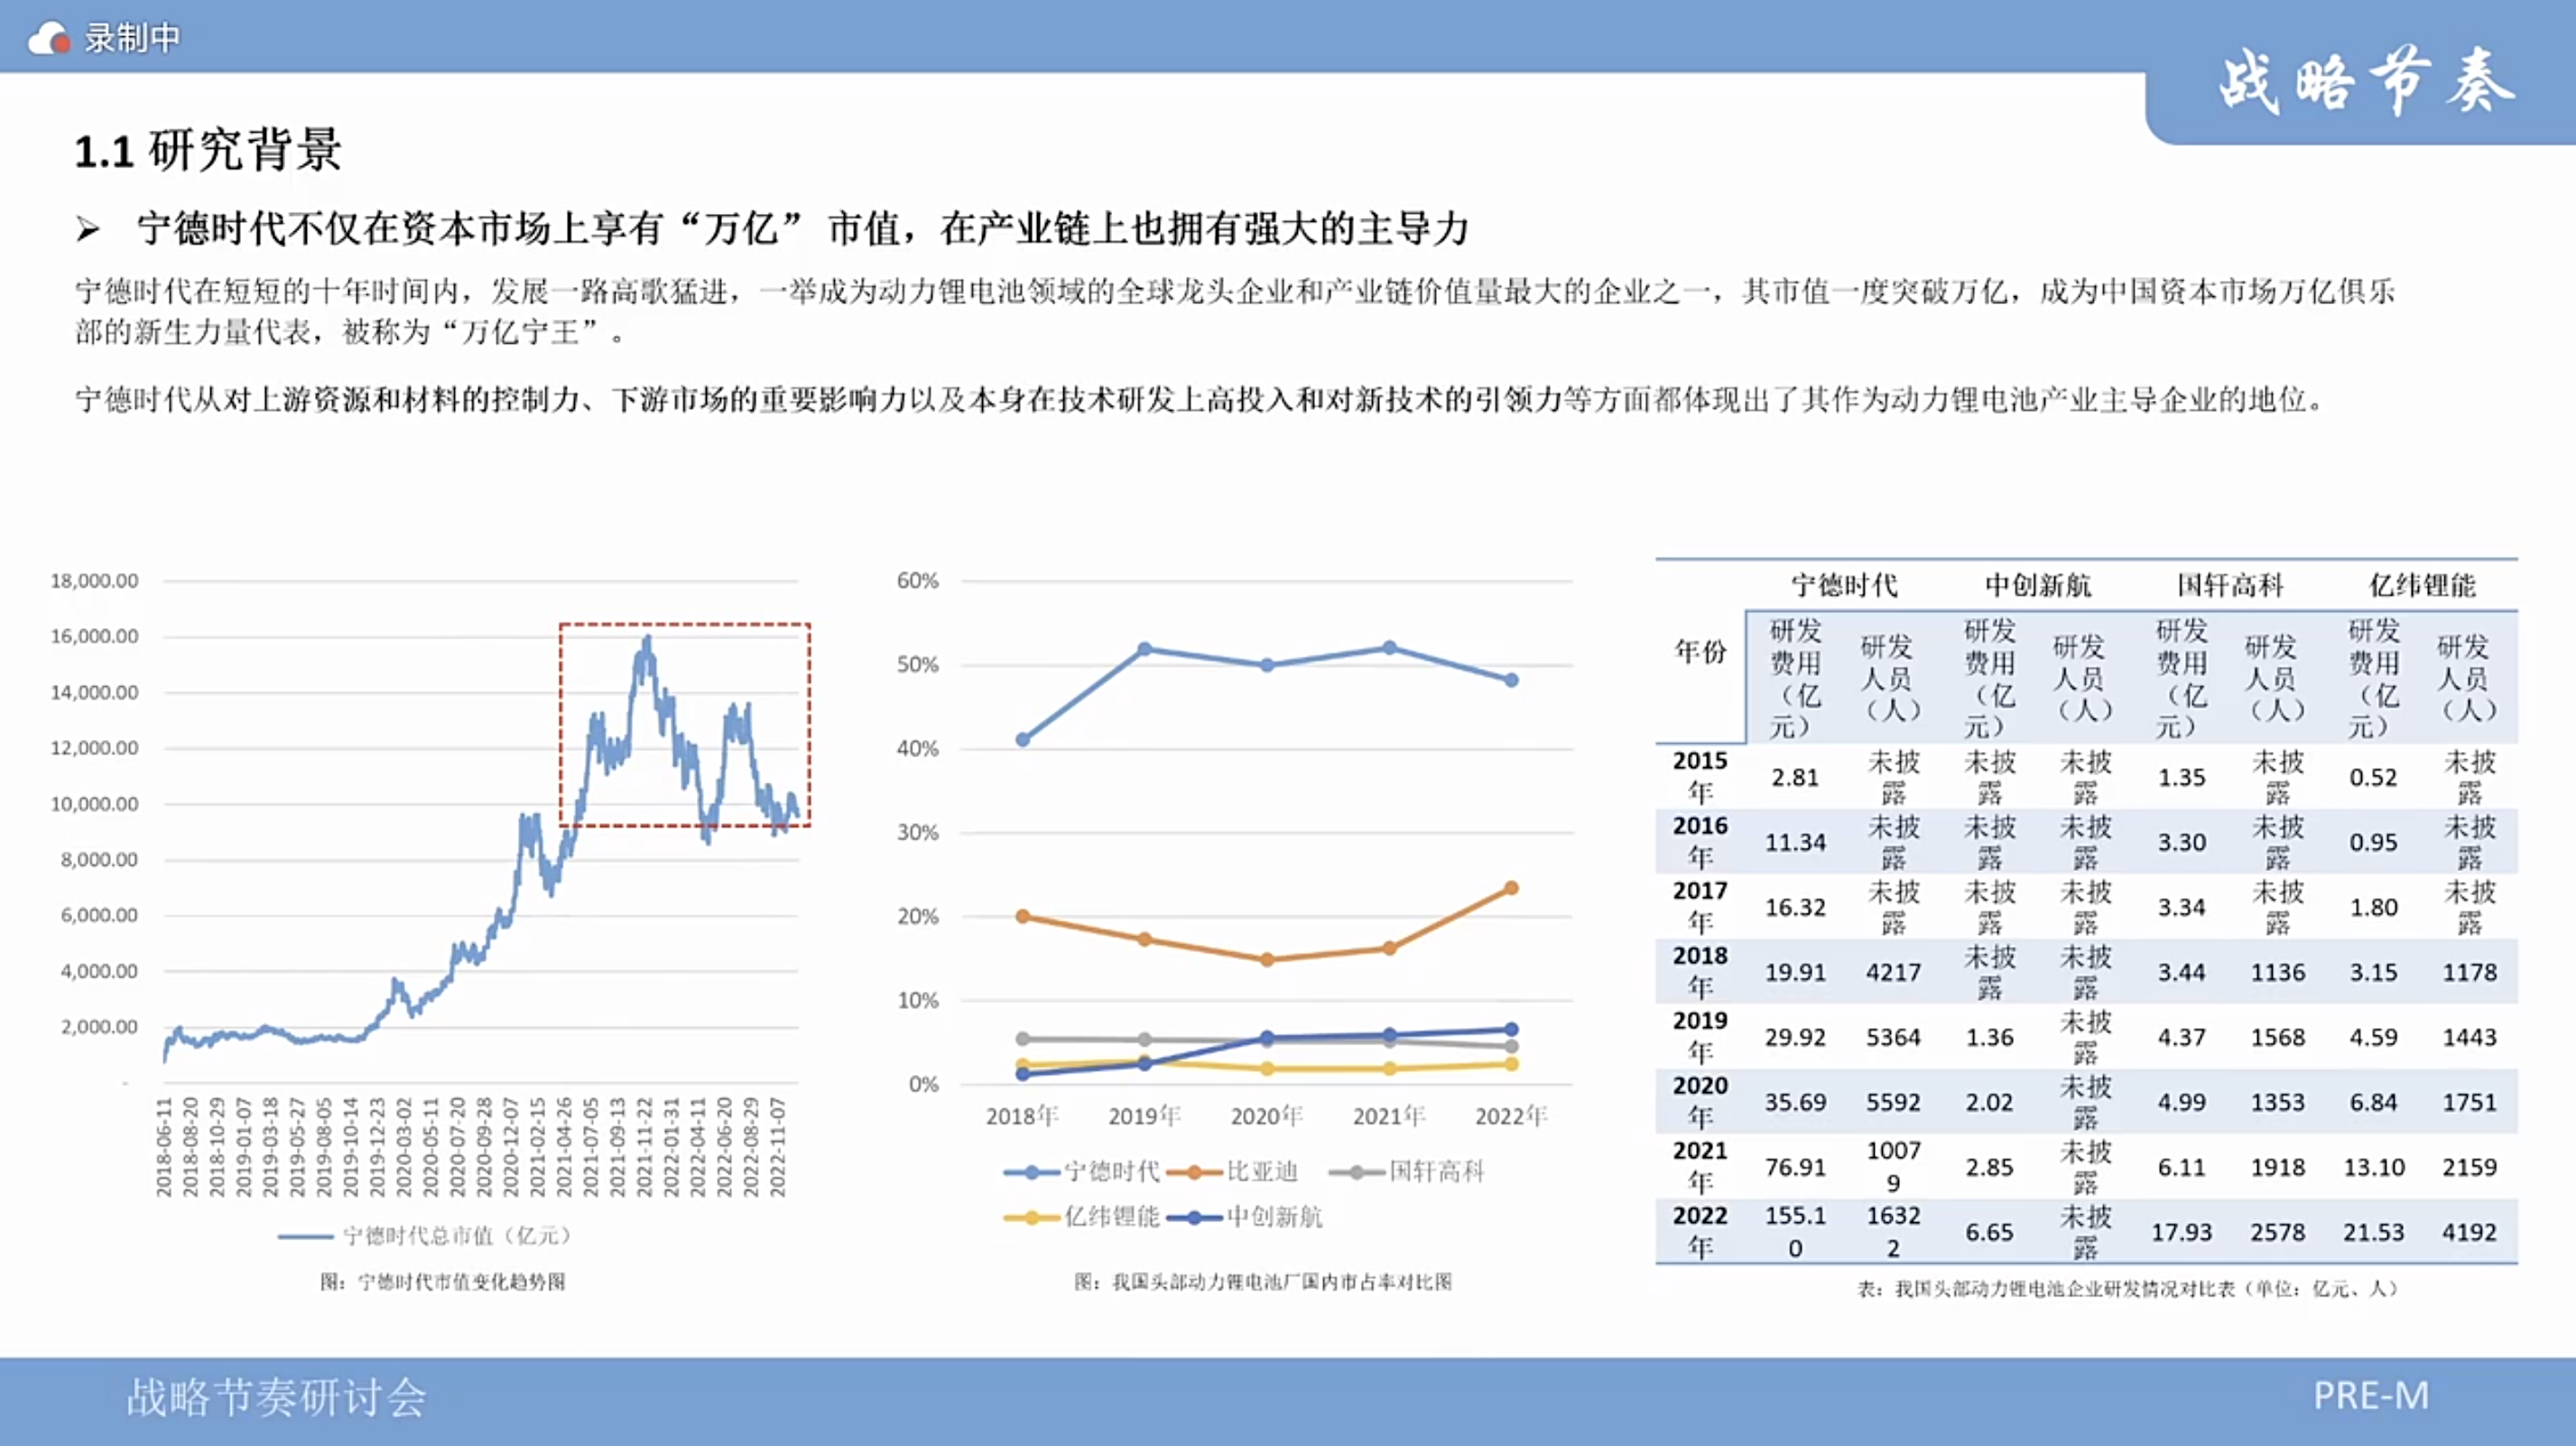 录制中
战略节奏
1.1 研究背景
➢ 宁德时代不仅在资本市场上享有“万亿” 市值，在产业链上也拥有强大的主导力
宁德时代在短短的十年时间内，发展一路高歌猛进，一举成为动力锂电池领域的全球龙头企业和产业链价值量最大的企业之一，其市值一度突破万亿，成为中国资本市场万亿俱乐
部的新生力量代表，被称为“万亿宁王”。
宁德时代从对上游资源和材料的控制力、下游市场的重要影响力以及本身在技术研发上高投入和对新技术的引领力等方面都体现出了其作为动力锂电池产业主导企业的地位。
18,000.00
16,000.00
14,000.00
12,000.00
10,000.00
8,000.00
6,000.00
4,000.00
2,000.00
-
2018-06-11 2018-08-20 2018-10-29 2019-01-07 2019-03-18 2019-05-27 2019-08-05 2019-10-14 2019-12-23 2020-03-02 2020-05-11 2020-07-20 2020-09-28 2020-12-07 2021-02-15 2021-04-26 2021-07-05 2021-09-13 2021-11-22 2022-01-31 2022-04-11 2022-06-20 2022-08-29 2022-11-07
宁德时代总市值（亿元）
图：宁德时代市值变化趋势图
60%
50%
40%
30%
20%
10%
0%
2018年 2019年 2020年 2021年 2022年
宁德时代 比亚迪 国轩高科
亿纬锂能 中创新航
图：我国头部动力锂电池厂国内市占率对比图
年份 宁德时代 中创新航 国轩高科 亿纬锂能
研发费用（亿元） 研发人员（人） 研发费用（亿元） 研发人员（人） 研发费用（亿元） 研发人员（人） 研发费用（亿元） 研发人员（人）
2015年 2.81 未披露 未披露 未披露 1.35 未披露 0.52 未披露
2016年 11.34 未披露 未披露 未披露 3.30 未披露 0.95 未披露
2017年 16.32 未披露 未披露 未披露 3.34 未披露 1.80 未披露
2018年 19.91 4217 未披露 未披露 3.44 1136 3.15 1178
2019年 29.92 5364 1.36 未披露 4.37 1568 4.59 1443
2020年 35.69 5592 2.02 未披露 4.99 1353 6.84 1751
2021年 76.91 10079 2.85 未披露 6.11 1918 13.10 2159
2022年 155.10 16322 6.65 未披露 17.93 2578 21.53 4192
表：我国头部动力锂电池企业研发情况对比表（单位：亿元、人）
战略节奏研讨会
PRE-M